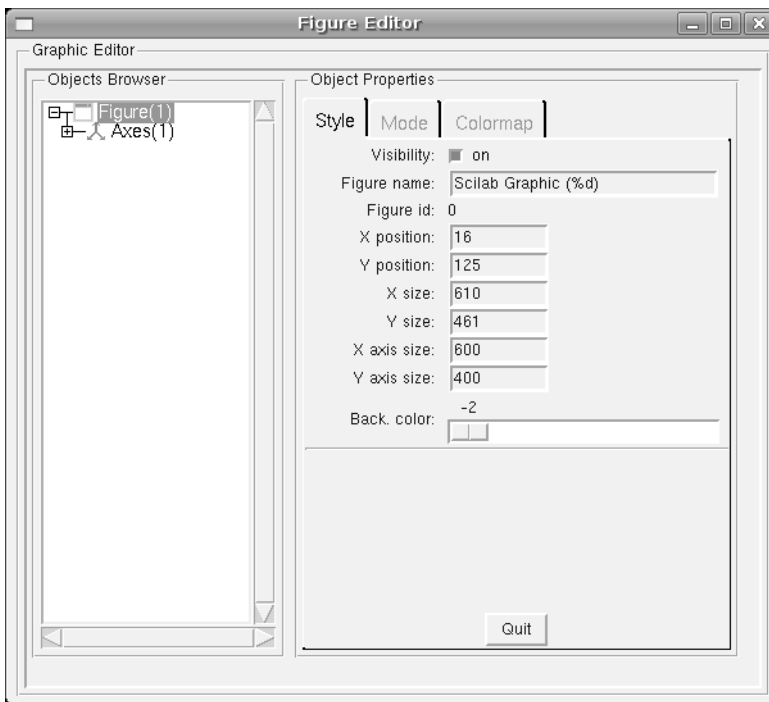 Figure Editor
Graphic Editor
Objects Browser
Figure(1)
Axes(1)
Object Properties
Style Mode Colormap
Visibility: on
Figure name: Scilab Graphic (%d)
Figure id: 0
X position: 16
Y position: 125
X size: 610
Y size: 461
X axis size: 600
Y axis size: 400
-2
Back. color:
Quit